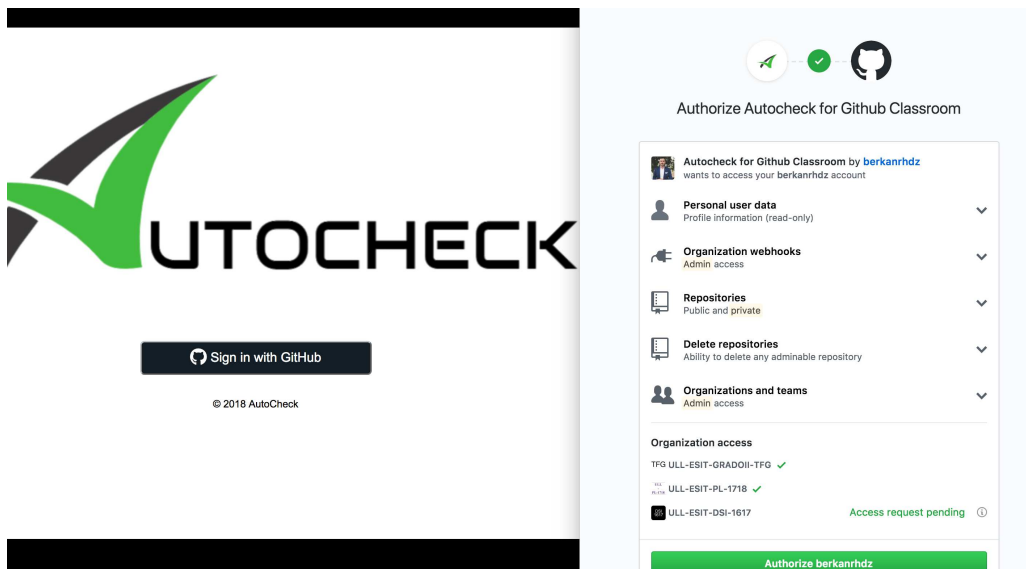 UTOCHECK
Sign in with GitHub
© 2018 AutoCheck
Authorize Autocheck for Github Classroom
Autocheck for Github Classroom by berkanrhdz
wants to access your berkanrhdz account
Personal user data
Profile information (read-only)
Organization webhooks
Admin access
Repositories
Public and private
Delete repositories
Ability to delete any adminable repository
Organizations and teams
Admin access
Organization access
TFG ULL-ESIT-GRADOII-TFG
ULL-ESIT-PL-1718
ULL-ESIT-DSI-1617 Access request pending
Authorize berkanrhdz